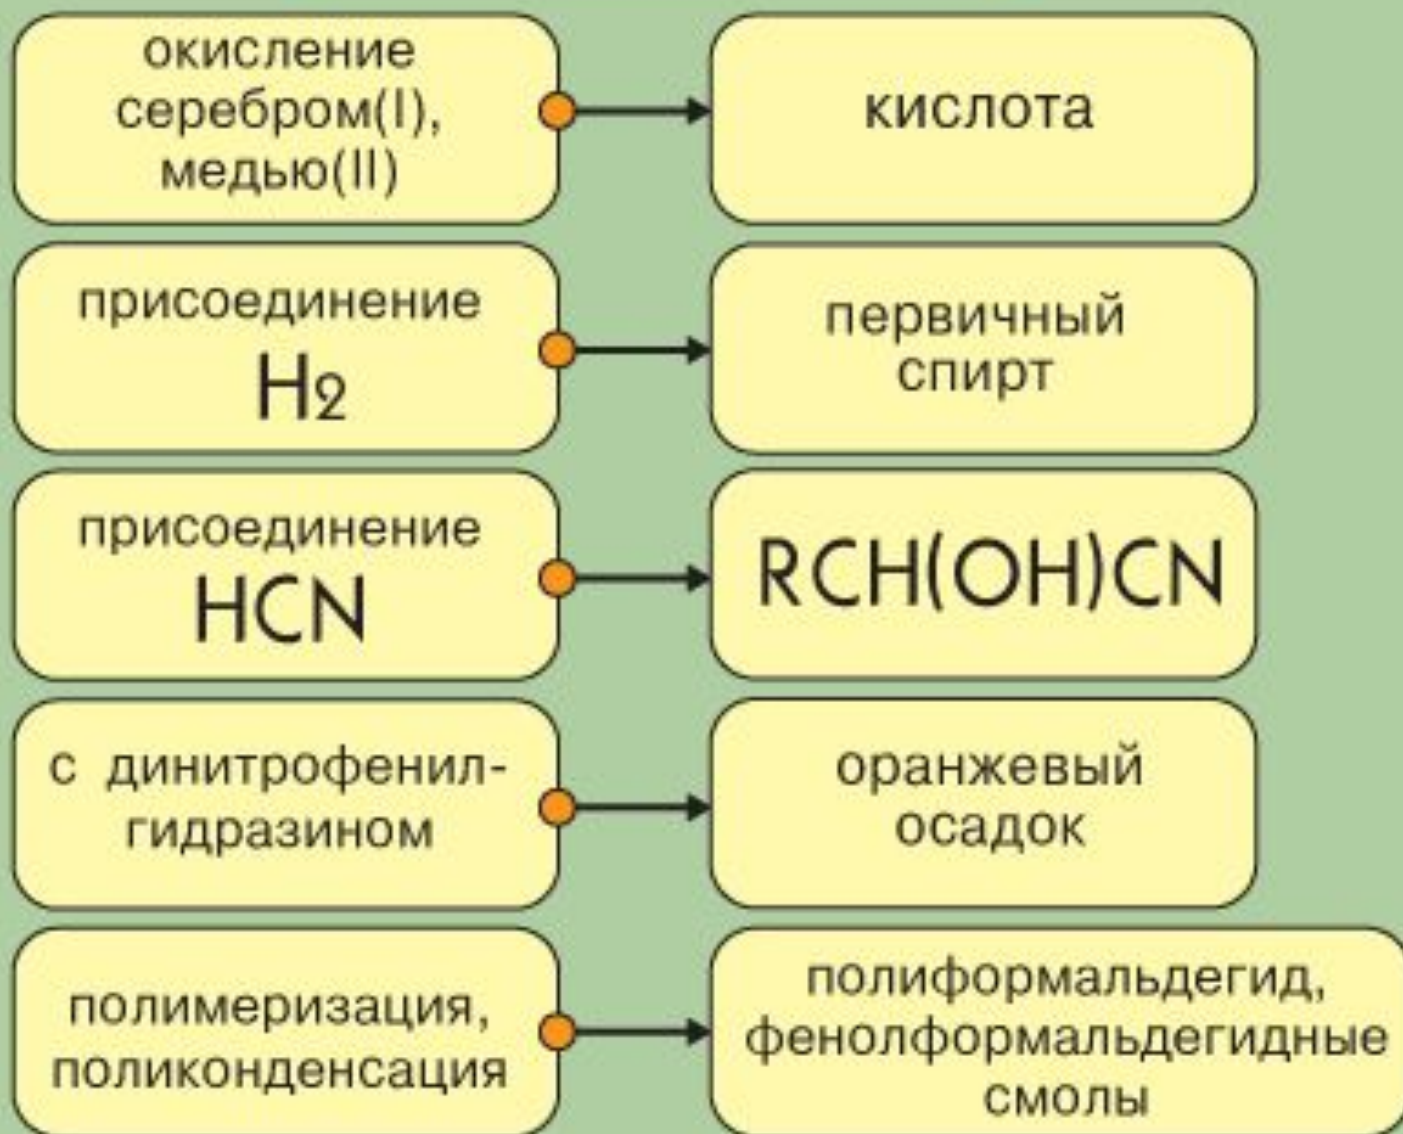 окисление
серебром(I),
медью(II)
кислота
присоединение
H2
первичный
спирт
присоединение
HCN
RCH(OH)CN
с динитрофенил-
гидразином
оранжевый
осадок
полимеризация,
поликонденсация
полиформальдегид,
фенолформальдегидные
смолы